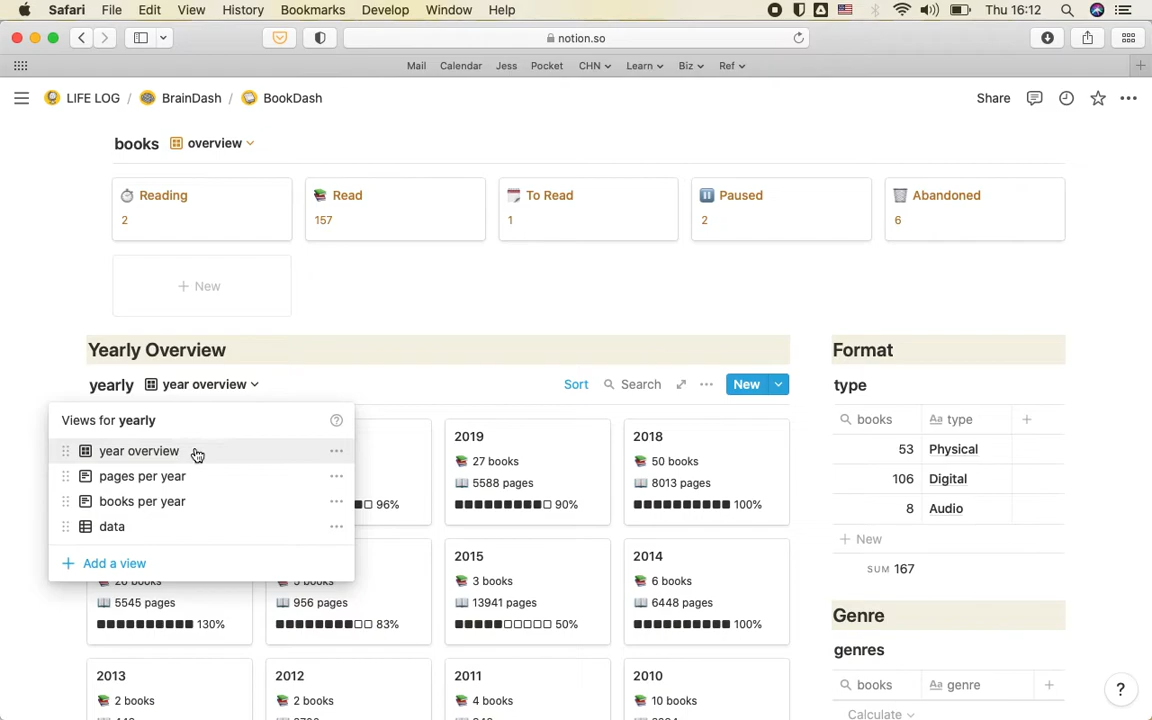 Safari File Edit View History Bookmarks Develop Window Help Thu 16:12
notion.so
Mail Calendar Jess Pocket CHN Learn Biz Ref
LIFE LOG / BrainDash / BookDash Share
books overview
Reading Read To Read Paused Abandoned
2 157 1 2 6
+ New
Yearly Overview
yearly year overview Sort Search New
Views for yearly
year overview
pages per year
books per year
data
+ Add a view
96%
2019
27 books
5588 pages
90%
2018
50 books
8013 pages
100%
5545 pages
130%
956 pages
83%
2015
3 books
13941 pages
50%
2014
6 books
6448 pages
100%
2013
2 books
2012
2 books
2011
4 books
2010
10 books
Format
type
books Aa type +
53 Physical
106 Digital
8 Audio
+ New
SUM 167
Genre
genres
books Aa genre +
Calculate
?